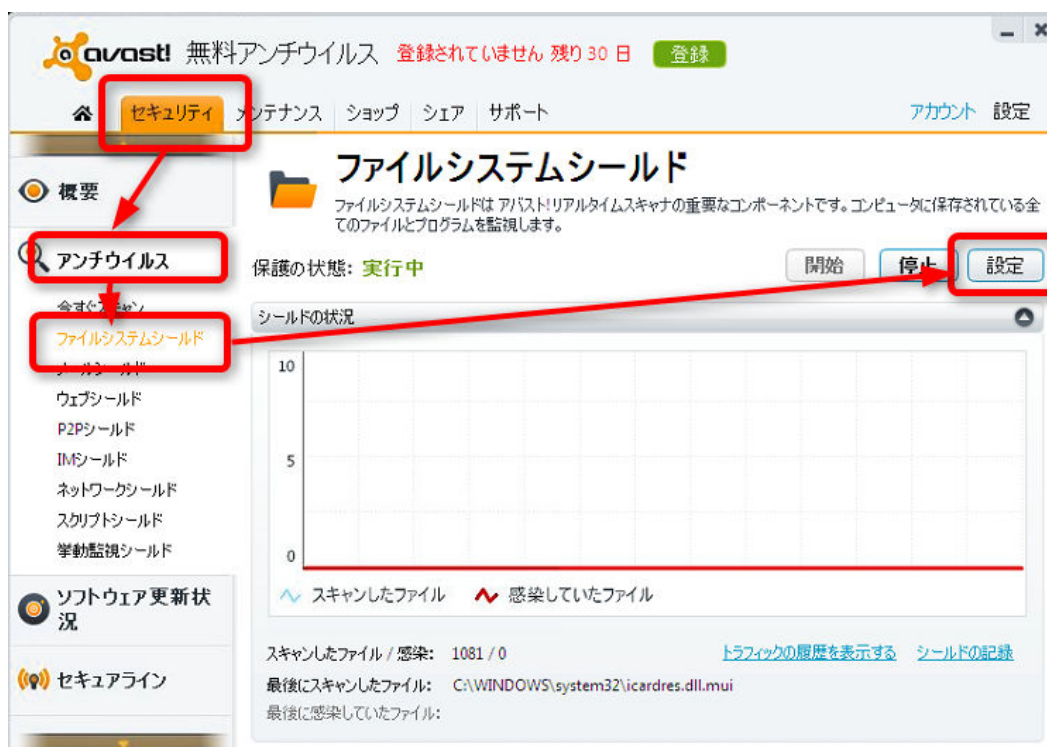 avast! 無料アンチウイルス 登録されていません 残り 30 日 登録
セキュリティ メンテナンス ショップ シェア サポート アカウント 設定
概要
アンチウイルス
今すぐスキャン
ファイルシステムシールド
メールシールド
ウェブシールド
P2Pシールド
IMシールド
ネットワークシールド
スクリプトシールド
挙動監視シールド
ソフトウェア更新状
況
セキュアライン
ファイルシステムシールド
ファイルシステムシールドは アバスト!リアルタイムスキャナの重要なコンポーネントです。コンピュータに保存されている全
てのファイルとプログラムを監視します。
保護の状態: 実行中 開始 停止 設定
シールドの状況
10
5
0
スキャンしたファイル 感染していたファイル
スキャンしたファイル / 感染: 1081 / 0 トラフィックの履歴を表示する シールドの記録
最後にスキャンしたファイル: C:\WINDOWS\system32\icardres.dll.mui
最後に感染していたファイル: